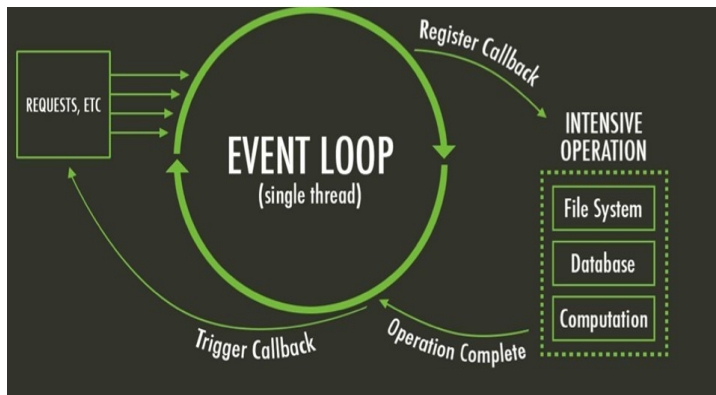 REQUESTS, ETC
EVENT LOOP
(single thread)
Register Callback
INTENSIVE
OPERATION
File System
Database
Computation
Operation Complete
Trigger Callback